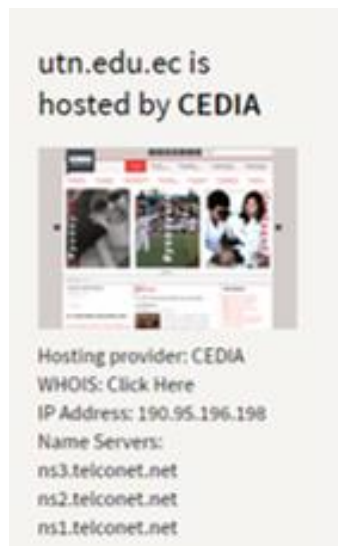 utn.edu.ec is
hosted by CEDIA
Hosting provider: CEDIA
WHOIS: Click Here
IP Address: 190.95.196.198
Name Servers:
ns3.telconet.net
ns2.telconet.net
ns1.telconet.net